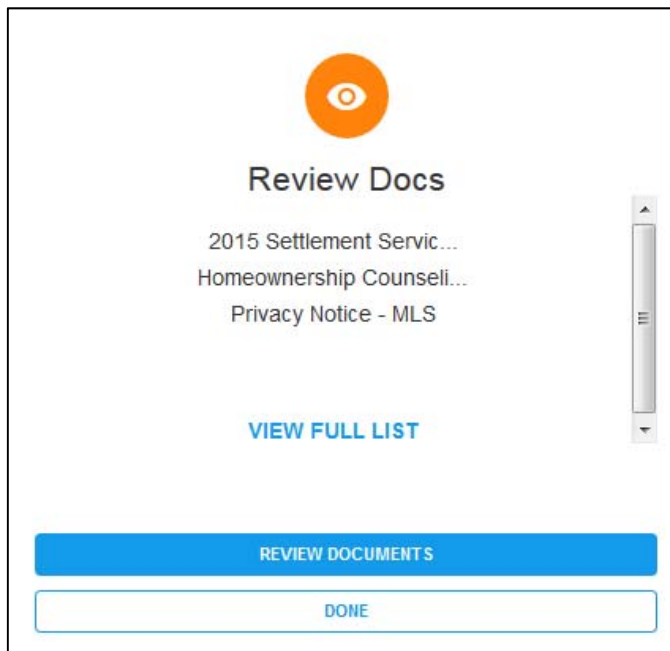 Review Docs
2015 Settlement Servic...
Homeownership Counseli...
Privacy Notice - MLS
VIEW FULL LIST
REVIEW DOCUMENTS
DONE